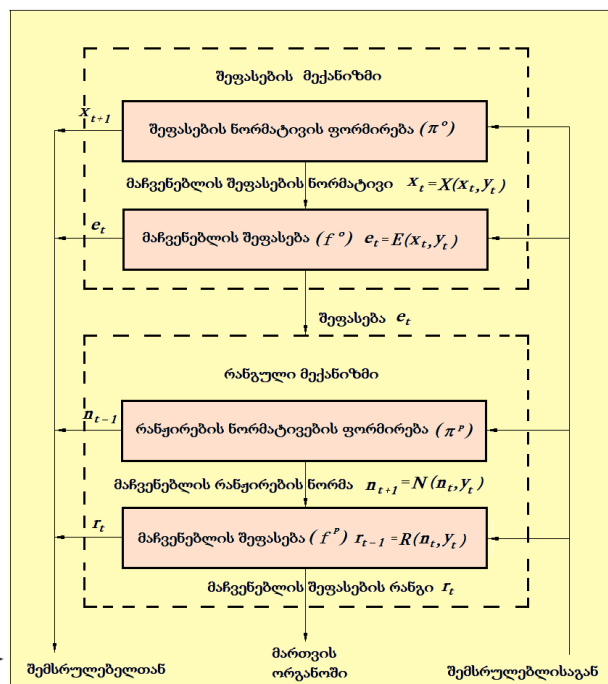 შეფასების მექანიზმი
x_{t+1}
შეფასების ნორმატივის ფორმირება (π^o)
მაჩვენებლის შეფასების ნორმატივი x_t=X(x_t,y_t)
e_t
მაჩვენებლის შეფასება (f^o) e_t=E(x_t,y_t)
შეფასება e_t
რანგული მექანიზმი
n_{t-1}
რანჟირების ნორმატივების ფორმირება (π^p)
მაჩვენებლის რანჟირების ნორმა n_{t+1}=N(n_t,y_t)
r_t
მაჩვენებლის შეფასება (f^p) r_{t-1}=R(n_t,y_t)
მაჩვენებლის შეფასების რანგი r_t
შემსრულებელთან
მართვის
ორგანოში
შემსრულებლისაგან